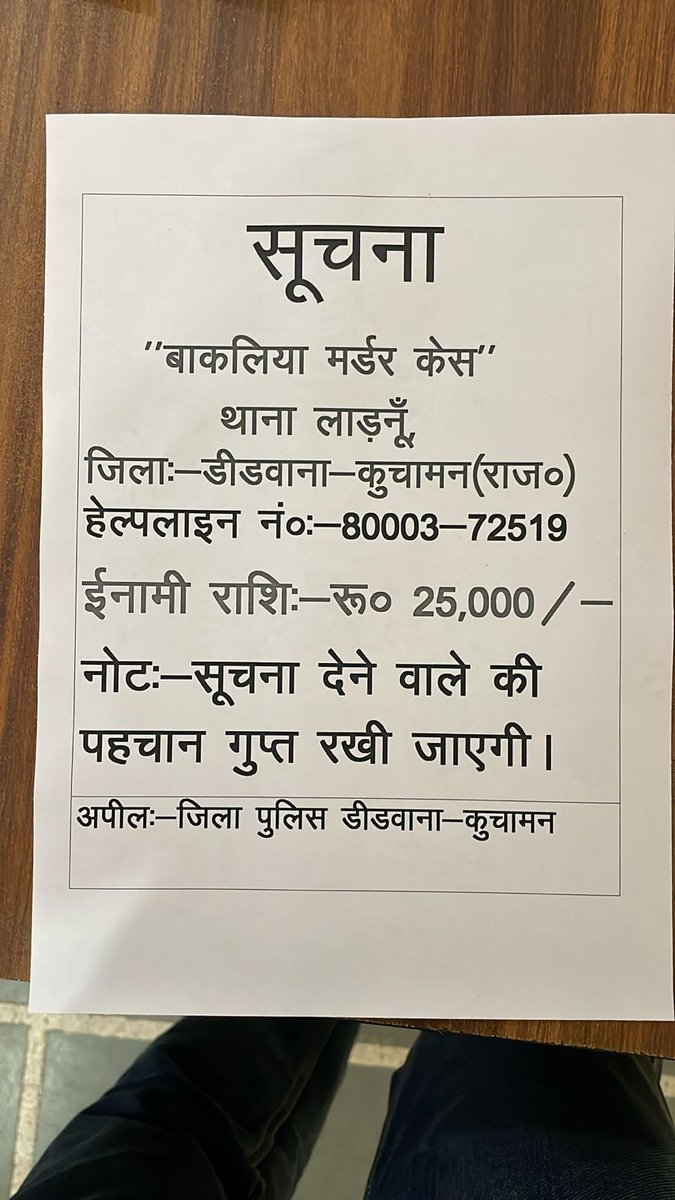 सूचना
"बाकलिया मर्डर केस"
थाना लाड़नूँ,
जिलाः–डीडवाना–कुचामन(राज०)
हेल्पलाइन नं०ः–80003–72519
ईनामी राशिः–रू० 25,000/–
नोटः–सूचना देने वाले की
पहचान गुप्त रखी जाएगी।
अपीलः–जिला पुलिस डीडवाना–कुचामन